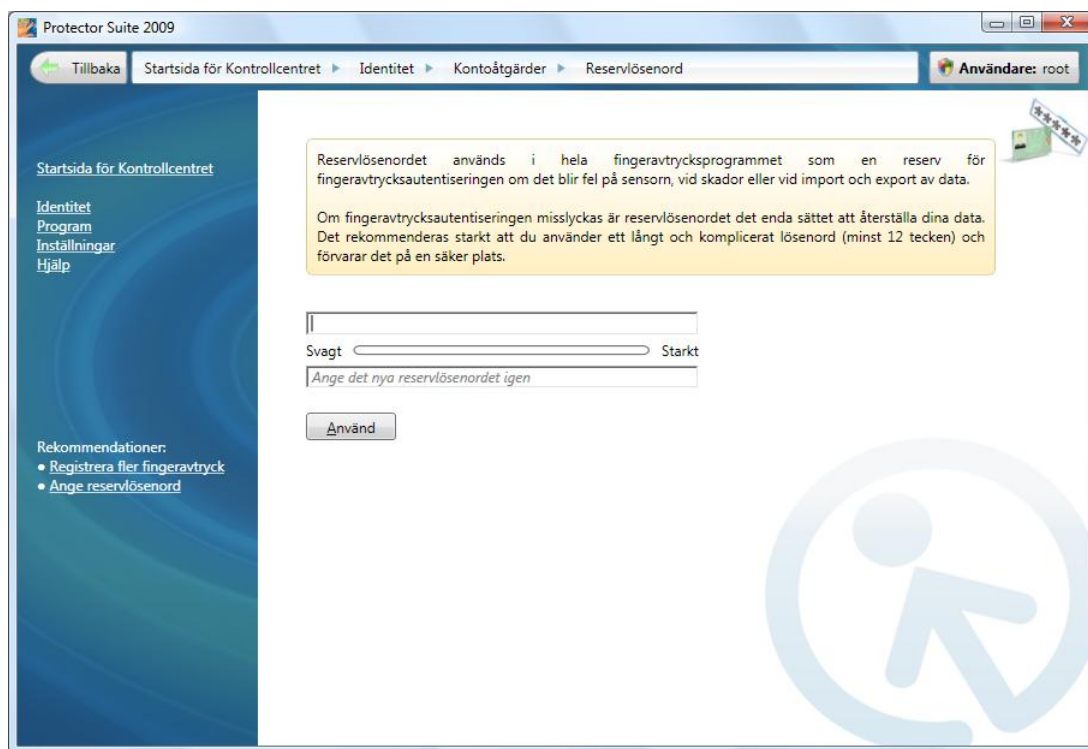 Protector Suite 2009
Tillbaka
Startsida för Kontrollcentret Identitet Kontoåtgärder Reservlösenord
Användare: root
Startsida för Kontrollcentret
Identitet
Program
Inställningar
Hjälp
Rekommendationer:
• Registrera fler fingeravtryck
• Ange reservlösenord
*****
Reservlösenordet används i hela fingeravtrycksprogrammet som en reserv för
fingeravtrycksautentiseringen om det blir fel på sensorn, vid skador eller vid import och export av data.
Om fingeravtrycksautentiseringen misslyckas är reservlösenordet det enda sättet att återställa dina data.
Det rekommenderas starkt att du använder ett långt och komplicerat lösenord (minst 12 tecken) och
förvarar det på en säker plats.
Svagt Starkt
Ange det nya reservlösenordet igen
Använd